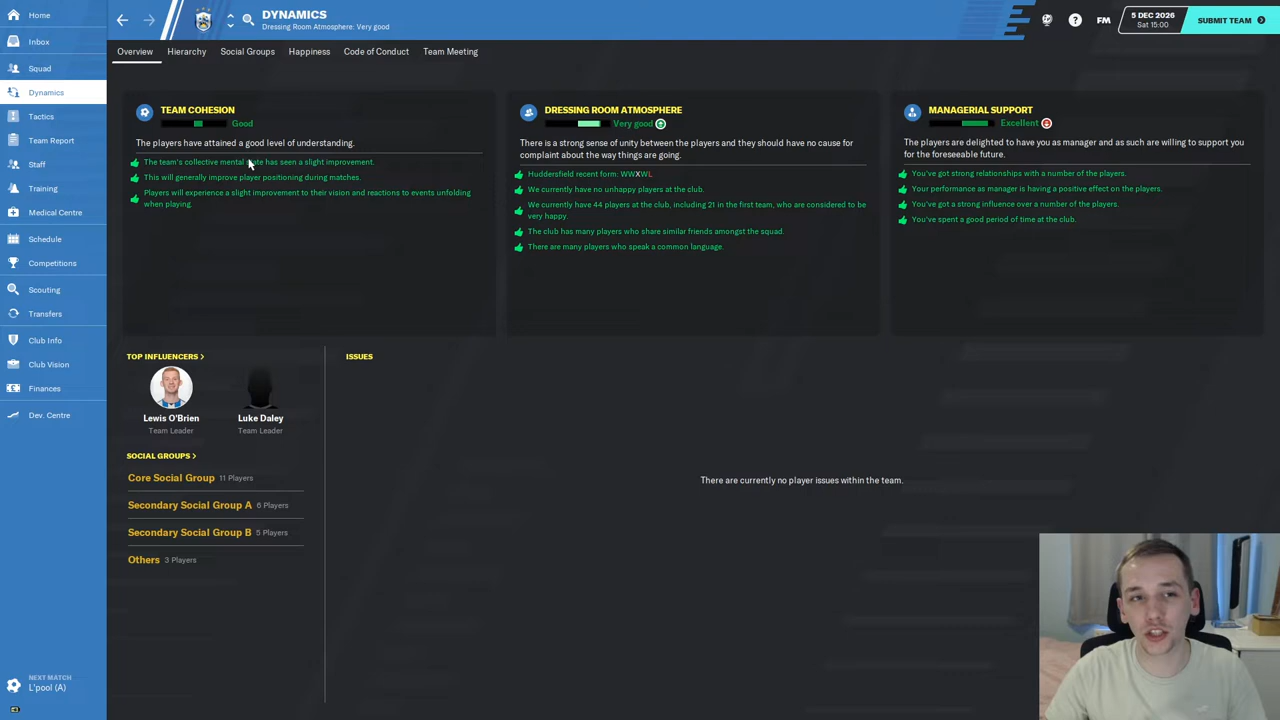 Home
Inbox
Squad
Dynamics
Tactics
Team Report
Staff
Training
Medical Centre
Schedule
Competitions
Scouting
Transfers
Club Info
Club Vision
Finances
Dev. Centre
NEXT MATCH
L'pool (A)
DYNAMICS
Dressing Room Atmosphere: Very good
?
FM
5 DEC 2026
Sat 15:00
SUBMIT TEAM
Overview
Hierarchy
Social Groups
Happiness
Code of Conduct
Team Meeting
TEAM COHESION
Good
The players have attained a good level of understanding.
The team's collective mental state has seen a slight improvement.
This will generally improve player positioning during matches.
Players will experience a slight improvement to their vision and reactions to events unfolding
when playing.
DRESSING ROOM ATMOSPHERE
Very good
There is a strong sense of unity between the players and they should have no cause for
complaint about the way things are going.
Huddersfield recent form: WWXWL
We currently have no unhappy players at the club.
We currently have 44 players at the club, including 21 in the first team, who are considered to be
very happy.
The club has many players who share similar friends amongst the squad.
There are many players who speak a common language.
MANAGERIAL SUPPORT
Excellent
The players are delighted to have you as manager and as such are willing to support you
for the foreseeable future.
You've got strong relationships with a number of the players.
Your performance as manager is having a positive effect on the players.
You've got a strong influence over a number of the players.
You've spent a good period of time at the club.
TOP INFLUENCERS >
Lewis O'Brien
Team Leader
Luke Daley
Team Leader
SOCIAL GROUPS >
Core Social Group 11 Players
Secondary Social Group A 6 Players
Secondary Social Group B 5 Players
Others 3 Players
ISSUES
There are currently no player issues within the team.